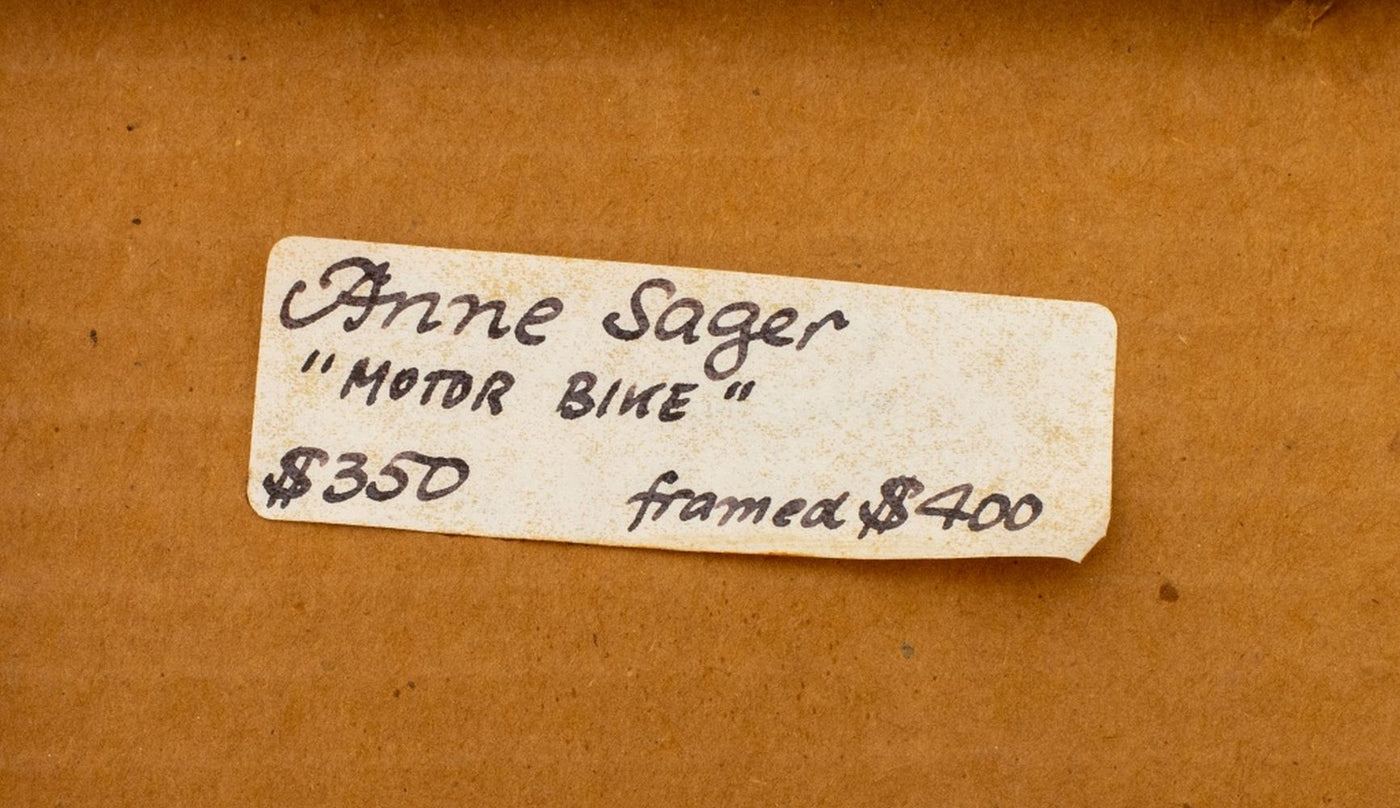 Anne Sager
"MOTOR BIKE"
$350 framed $400